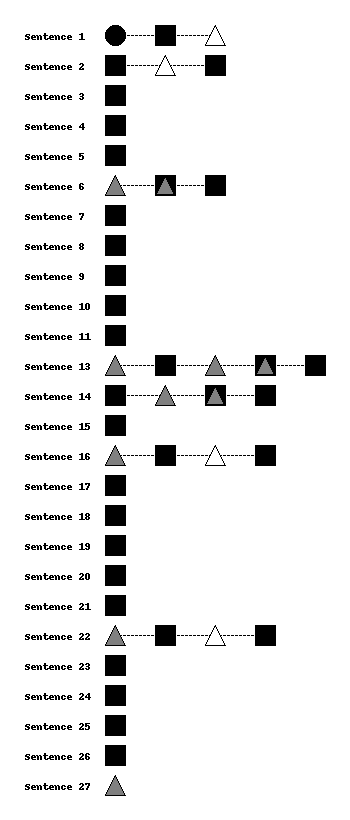 Sentence 1
Sentence 2
Sentence 3
Sentence 4
Sentence 5
Sentence 6
Sentence 7
Sentence 8
Sentence 9
Sentence 10
Sentence 11
Sentence 13
Sentence 14
Sentence 15
Sentence 16
Sentence 17
Sentence 18
Sentence 19
Sentence 20
Sentence 21
Sentence 22
Sentence 23
Sentence 24
Sentence 25
Sentence 26
Sentence 27